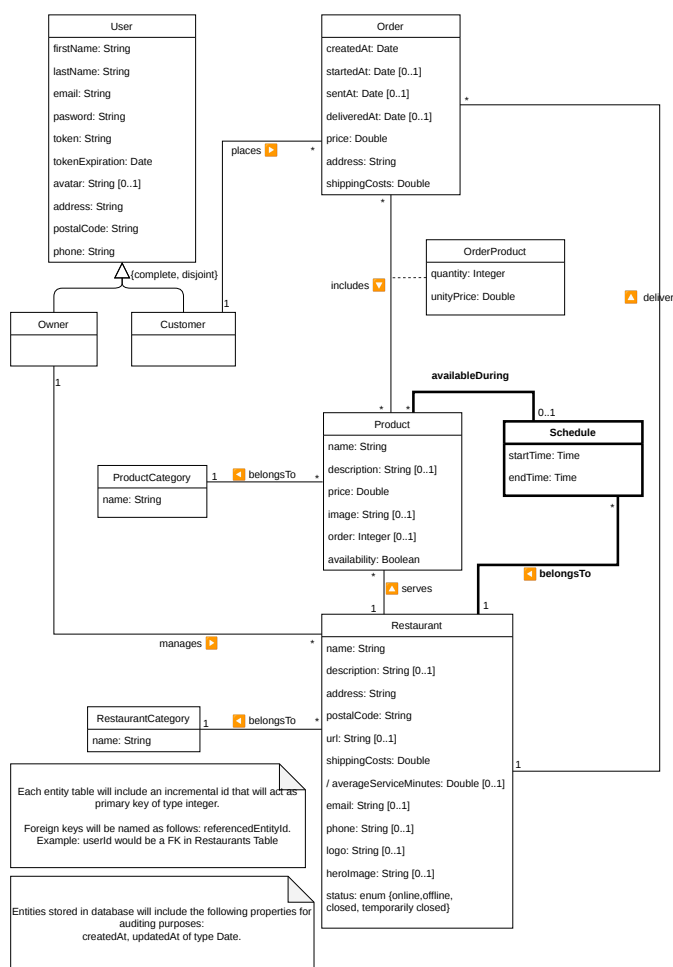 User
firstName: String
lastName: String
email: String
pasword: String
token: String
tokenExpiration: Date
avatar: String [0..1]
address: String
postalCode: String
phone: String
{complete, disjoint}
Owner
Customer
1
1
places
*
Order
createdAt: Date
startedAt: Date [0..1]
sentAt: Date [0..1]
deliveredAt: Date [0..1]
price: Double
address: String
shippingCosts: Double
*
*
OrderProduct
quantity: Integer
unityPrice: Double
includes
deliver
availableDuring
*
*
0..1
Product
name: String
description: String [0..1]
price: Double
image: String [0..1]
order: Integer [0..1]
availability: Boolean
Schedule
startTime: Time
endTime: Time
*
ProductCategory
name: String
1
belongsTo
*
*
serves
1
belongsTo
1
manages
*
Restaurant
name: String
description: String [0..1]
address: String
postalCode: String
url: String [0..1]
shippingCosts: Double
/ averageServiceMinutes: Double [0..1]
email: String [0..1]
phone: String [0..1]
logo: String [0..1]
heroImage: String [0..1]
status: enum {online,offline,
closed, temporarily closed}
1
RestaurantCategory
name: String
1
belongsTo
*
Each entity table will include an incremental id that will act as
primary key of type integer.
Foreign keys will be named as follows: referencedEntityId.
Example: userId would be a FK in Restaurants Table
Entities stored in database will include the following properties for
auditing purposes:
createdAt, updatedAt of type Date.